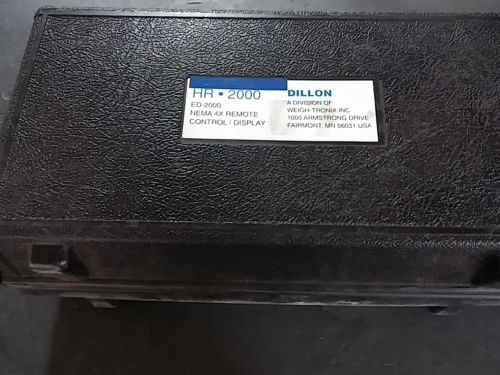 HR • 2000
ED-2000
NEMA 4X REMOTE
CONTROL / DISPLAY
DILLON
A DIVISION OF
WEIGH-TRONIX INC.
1000 ARMSTRONG DRIVE
FAIRMONT, MN 56031 USA